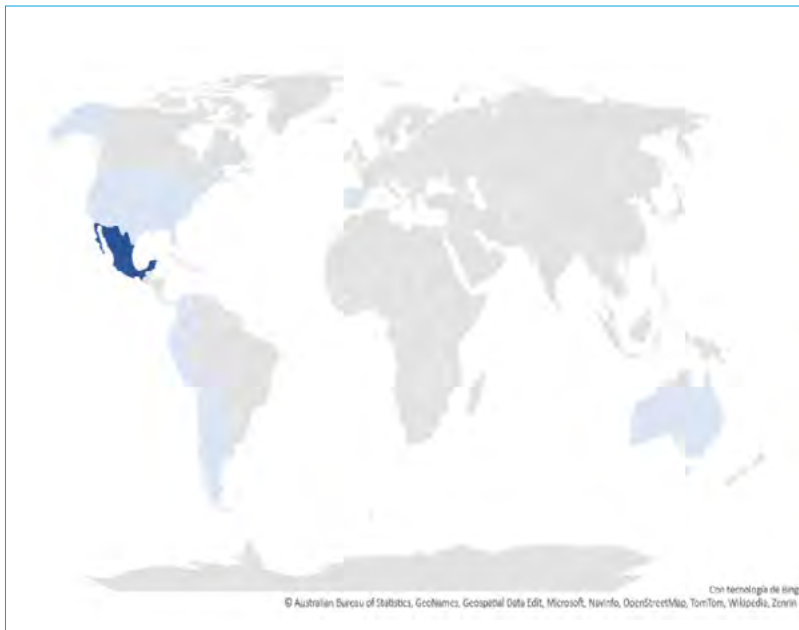 Con tecnología de Bing
© Australian Bureau of Statistics, GeoNames, Geospatial Data Edit, Microsoft, Navinfo, OpenStreetMap, TomTom, Wikipedia, Zenrin